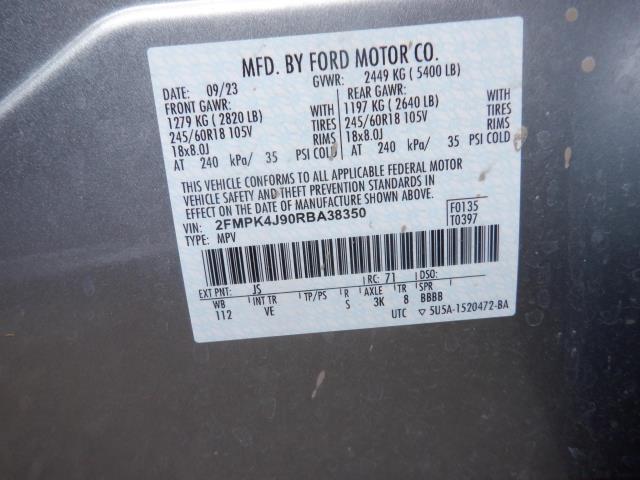 MFD. BY FORD MOTOR CO.
DATE: 09/23 GVWR: 2449 KG ( 5400 LB)
FRONT GAWR: REAR GAWR:
1279 KG ( 2820 LB) WITH 1197 KG ( 2640 LB) WITH
245/60R18 105V TIRES 245/60R18 105V TIRES
18x8.0J RIMS 18x8.0J RIMS
AT 240 kPa/ 35 PSI COLD AT 240 kPa/ 35 PSI COLD
THIS VEHICLE CONFORMS TO ALL APPLICABLE FEDERAL MOTOR
VEHICLE SAFETY AND THEFT PREVENTION STANDARDS IN
EFFECT ON THE DATE OF MANUFACTURE SHOWN ABOVE.
VIN: 2FMPK4J90RBA38350 F0135
TYPE: MPV T0397
EXT PNT: JS RC: 71 DSO:
WB INT TR TP/PS R AXLE TR SPR
112 VE S 3K 8 BBBB
UTC ▽ 5U5A-1520472-BA